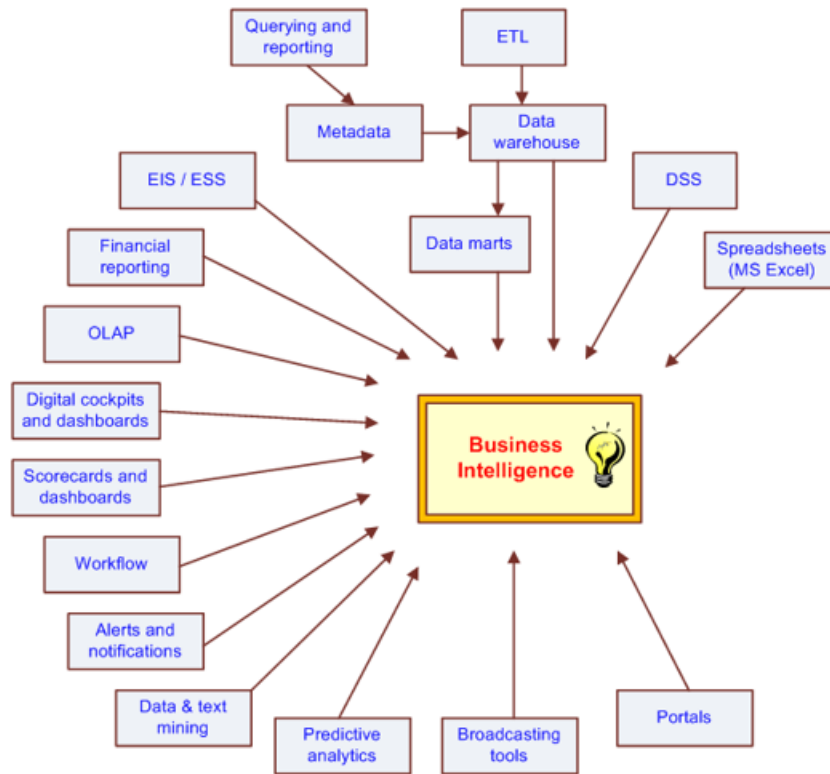 Querying and
reporting
ETL
Metadata
Data
warehouse
EIS / ESS
DSS
Data marts
Financial
reporting
Spreadsheets
(MS Excel)
OLAP
Digital cockpits
and dashboards
Business
Intelligence
Scorecards and
dashboards
Workflow
Alerts and
notifications
Data & text
mining
Predictive
analytics
Broadcasting
tools
Portals